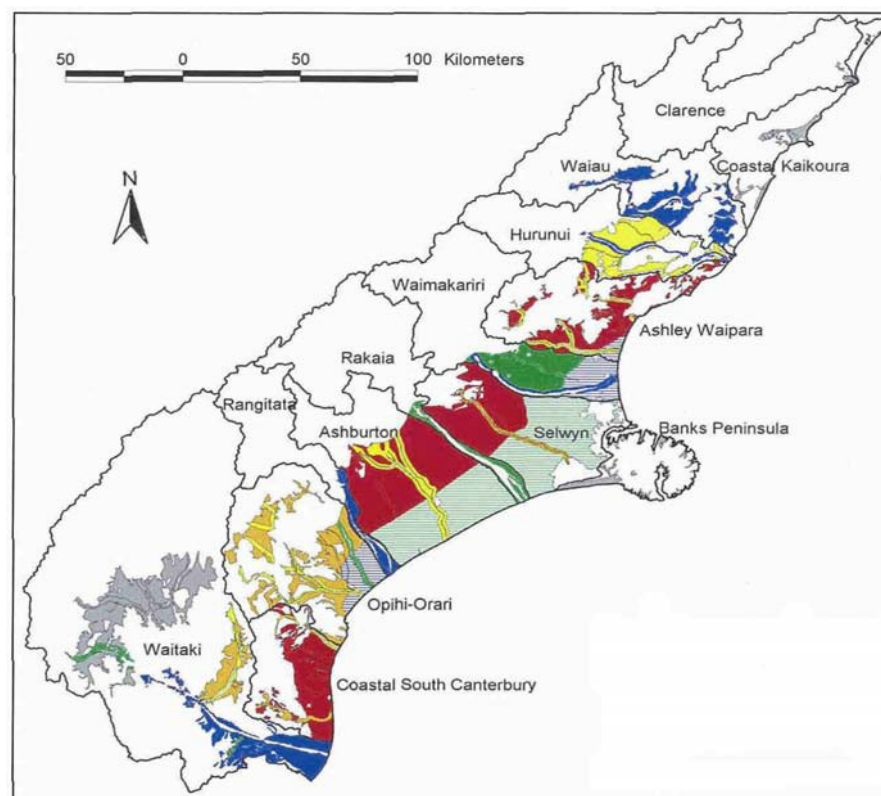 50 0 50 100 Kilometers
N
Clarence
Waiau
Coastal Kaikoura
Hurunui
Waimakariri
Ashley Waipara
Rakaia
Rangitata
Ashburton
Selwyn
Banks Peninsula
Opihi-Orari
Waitaki
Coastal South Canterbury